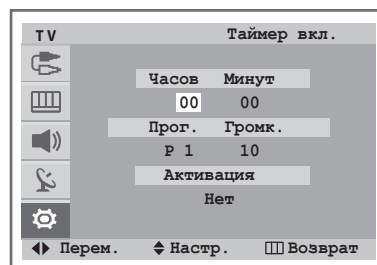 TV Таймер вкл.
Часов Минут
00 00
Прог. Громк.
P 1 10
Активация
Нет
Перем. Настр. Возврат